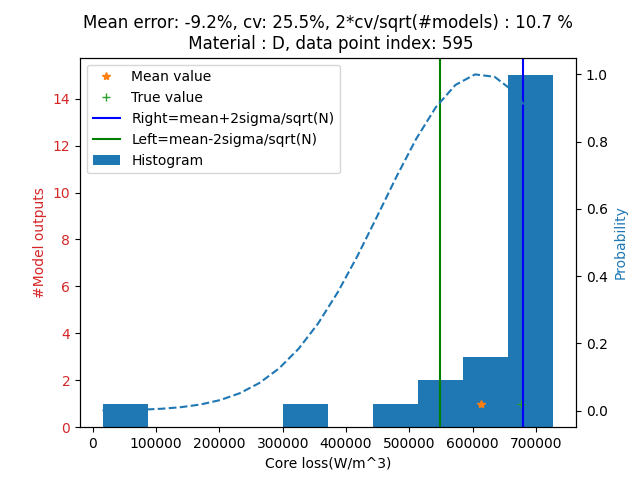 Mean error: -9.2%, cv: 25.5%, 2*cv/sqrt(#models) : 10.7 %
Material : D, data point index: 595
Mean value
True value
Right=mean+2sigma/sqrt(N)
Left=mean-2sigma/sqrt(N)
Histogram
#Model outputs
14
12
10
8
6
4
2
0
1.0
0.8
0.6
0.4
0.2
0.0
Probability
0 100000 200000 300000 400000 500000 600000 700000
Core loss(W/m^3)